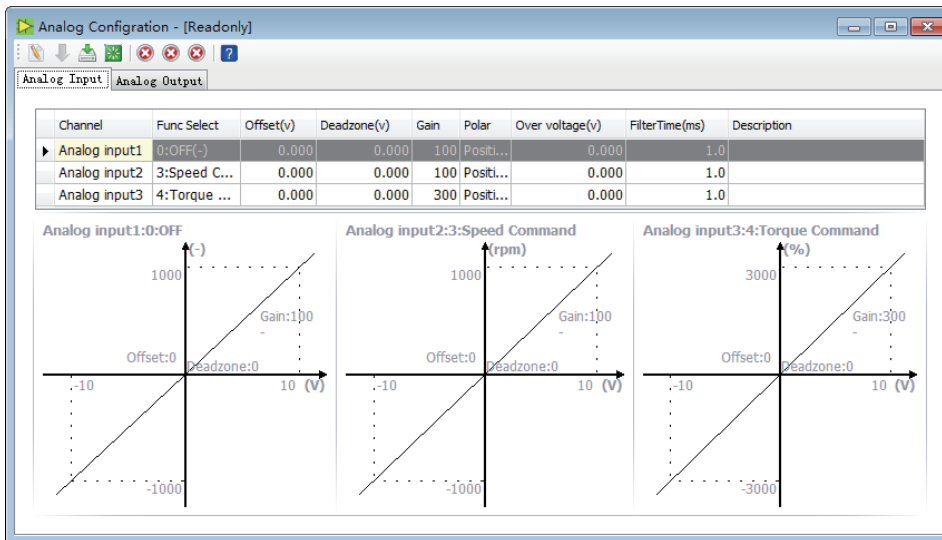 Analog Configration - [Readonly]
?
Analog Input Analog Output
Channel Func Select Offset(v) Deadzone(v) Gain Polar Over voltage(v) FilterTime(ms) Description
Analog input1 0:OFF(-) 0.000 0.000 100 Positi... 0.000 1.0
Analog input2 3:Speed C... 0.000 0.000 100 Positi... 0.000 1.0
Analog input3 4:Torque ... 0.000 0.000 300 Positi... 0.000 1.0
Analog input1:0:OFF
(-)
1000
Gain:100
-
Offset:0
Deadzone:0
-10
10 (V)
-1000
Analog input2:3:Speed Command
(rpm)
1000
Gain:100
-
Offset:0
Deadzone:0
-10
10 (V)
-1000
Analog input3:4:Torque Command
(%)
3000
Gain:300
-
Offset:0
Deadzone:0
-10
10 (V)
-3000